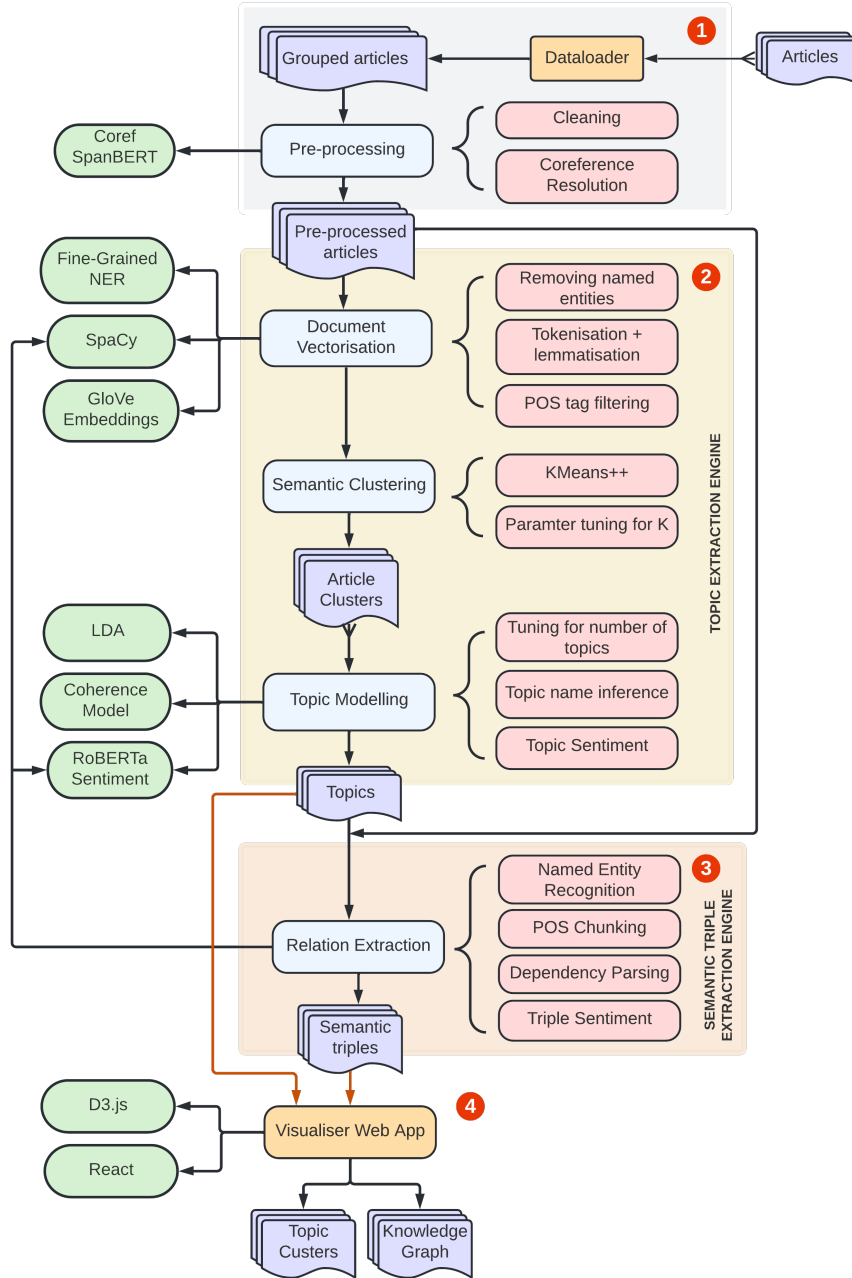 1
Grouped articles
Dataloader
Articles
Coref
SpanBERT
Pre-processing
Cleaning
Coreference
Resolution
Pre-processed
articles
2
Fine-Grained
NER
SpaCy
GloVe
Embeddings
Document
Vectorisation
Removing named
entities
Tokenisation +
lemmatisation
POS tag filtering
Semantic Clustering
KMeans++
Paramter tuning for K
TOPIC EXTRACTION ENGINE
Article
Clusters
LDA
Coherence
Model
RoBERTa
Sentiment
Topic Modelling
Tuning for number of
topics
Topic name inference
Topic Sentiment
Topics
3
Relation Extraction
Named Entity
Recognition
POS Chunking
Dependency Parsing
Triple Sentiment
SEMANTIC TRIPLE
EXTRACTION ENGINE
Semantic
triples
4
D3.js
React
Visualiser Web App
Topic
Custers
Knowledge
Graph